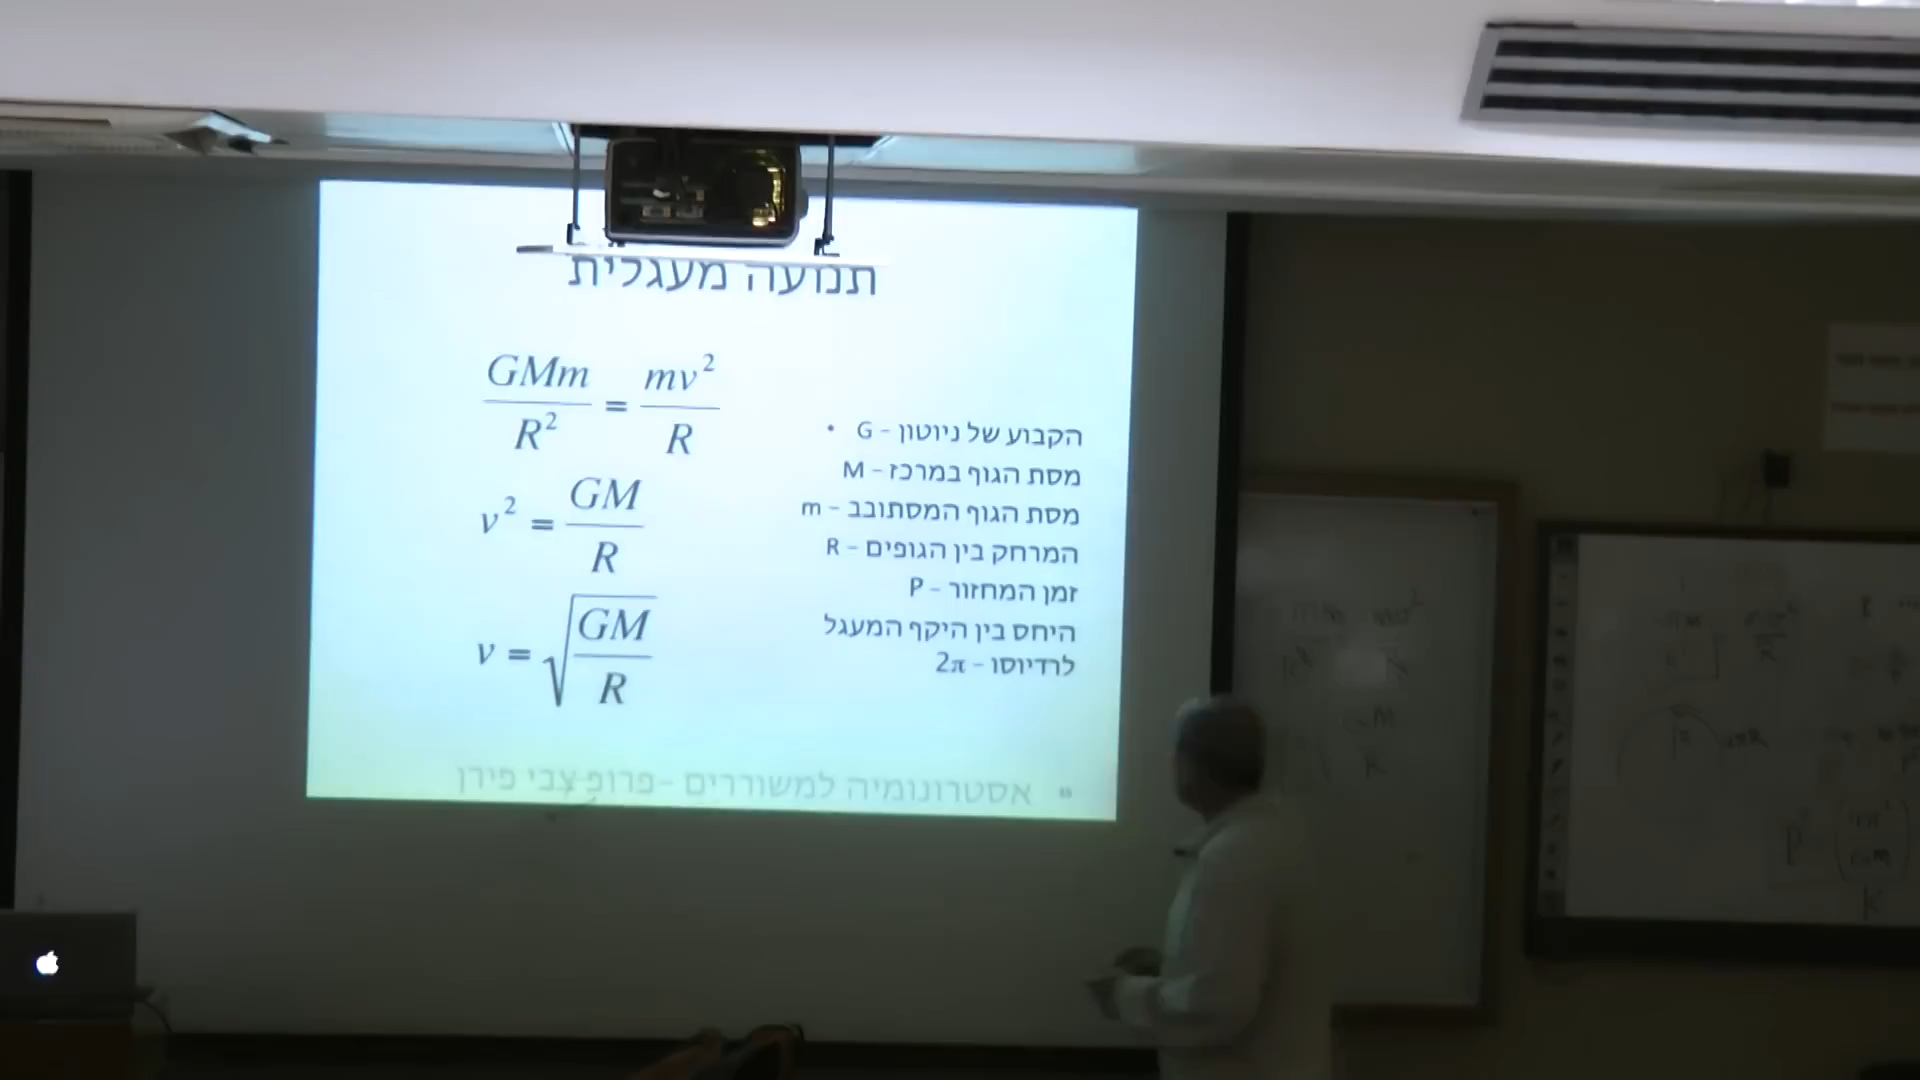 תנועה מעגלית
GMm/R² = mv²/R
v² = GM/R
v = √(GM/R)
• הקבוע של ניוטון - G
מסת הגוף במרכז - M
מסת הגוף המסתובב - m
המרחק בין הגופים - R
זמן המחזור - P
היחס בין היקף המעגל
לרדיוסו - 2π
אסטרונומיה למשוררים - פרופ צבי פירן